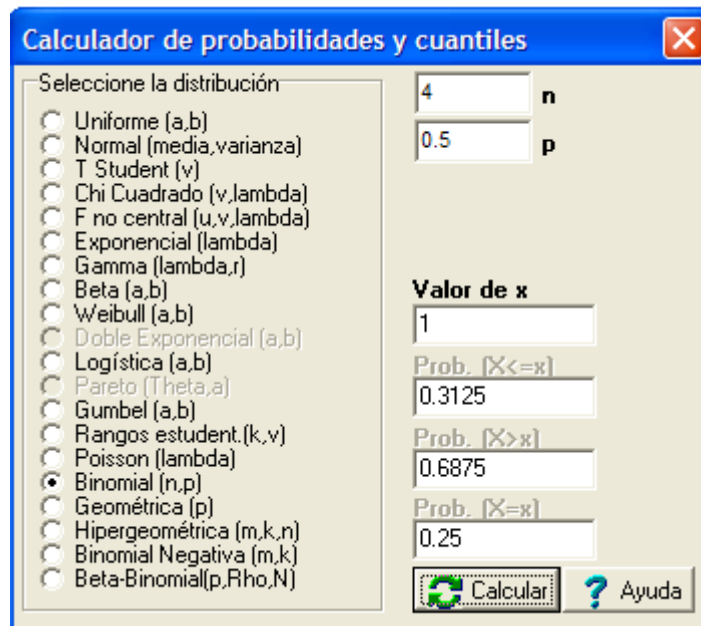 Calculador de probabilidades y cuantiles
Seleccione la distribución
Uniforme (a,b)
Normal (media,varianza)
T Student (v)
Chi Cuadrado (v,lambda)
F no central (u,v,lambda)
Exponencial (lambda)
Gamma (lambda,r)
Beta (a,b)
Weibull (a,b)
Doble Exponencial (a,b)
Logística (a,b)
Pareto (Theta,a)
Gumbel (a,b)
Rangos estudent.(k,v)
Poisson (lambda)
Binomial (n,p)
Geométrica (p)
Hipergeométrica (m,k,n)
Binomial Negativa (m,k)
Beta-Binomial(p,Rho,N)
4 n
0.5 p
Valor de x
1
Prob. (X<=x)
0.3125
Prob. (X>x)
0.6875
Prob. (X=x)
0.25
Calcular
? Ayuda